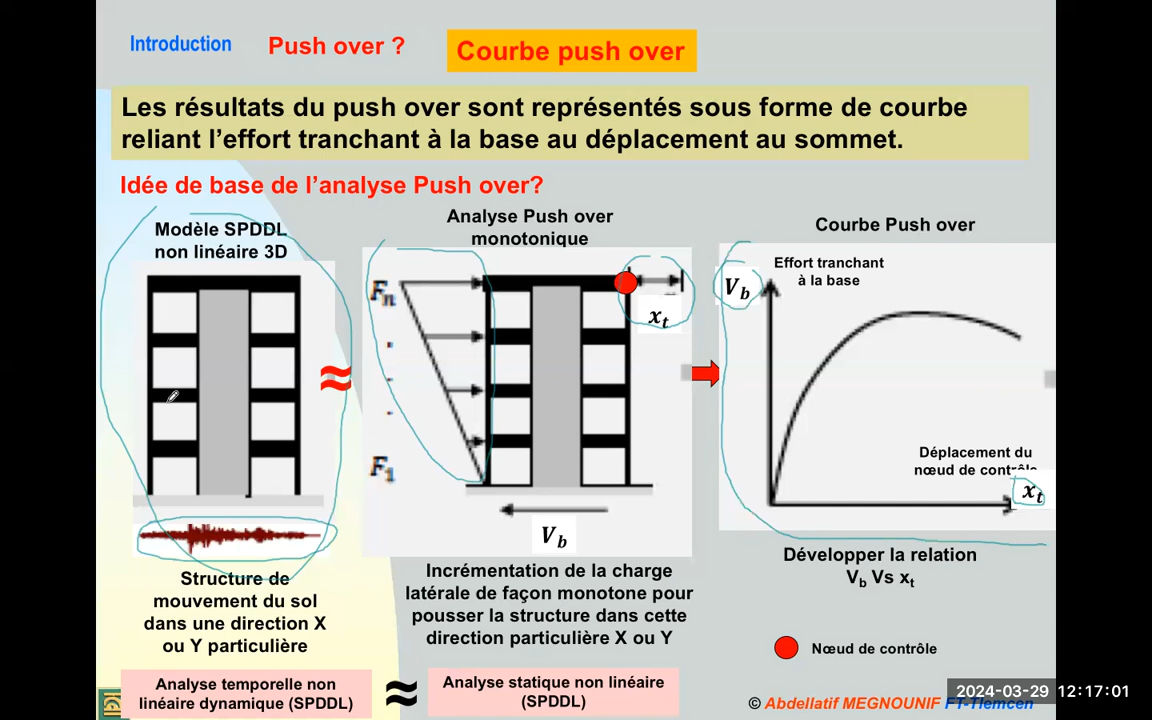 Introduction
Push over ?
Courbe push over
Les résultats du push over sont représentés sous forme de courbe
reliant l’effort tranchant à la base au déplacement au sommet.
Idée de base de l’analyse Push over?
Modèle SPDDL
non linéaire 3D
Structure de
mouvement du sol
dans une direction X
ou Y particulière
Analyse temporelle non
linéaire dynamique (SPDDL)
≈
Analyse Push over
monotonique
Fn
F1
xt
Vb
Incrémentation de la charge
latérale de façon monotone pour
pousser la structure dans cette
direction particulière X ou Y
≈
Analyse statique non linéaire
(SPDDL)
Courbe Push over
Effort tranchant
à la base
Vb
Déplacement du
nœud de contrôle
xt
Développer la relation
Vb Vs xt
Nœud de contrôle
© Abdellatif MEGNOUNIF FT-Tlemcen
2024-03-29 12:17:01